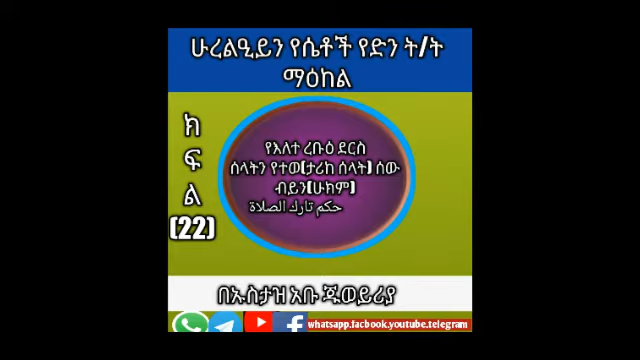 ሁረልዒይን የሴቶች የድን ት/ት
ማዕከል
ክ
ፍ
ል
(22)
የእለተ ረቡዕ ደርስ
ሰላትን የተወ(ታሪከ ሰላት) ሰው
ብይን(ሁክም)
حكم تارك الصلاة
በኡስታዝ አቡ ጁወይሪያ
whatsapp.facbook.youtube.telegram